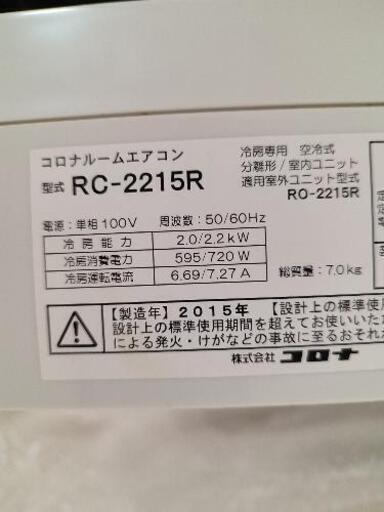 コロナルームエアコン
型式 RC-2215R
冷房専用 空冷式
分離形/室内ユニット
適用室外ユニット型式
RO-2215R
電源:単相100V 周波数:50/60Hz
冷房能力 2.0/2.2kW
冷房消費電力 595/720W
冷房運転電流 6.69/7.27A
総質量:7.0kg
【製造年】2015年 【設計上の標準使
設計上の標準使用期間を超えてお使いいただ
による発火・けがなどの事故に至るおそれ
株式会社 コロナ